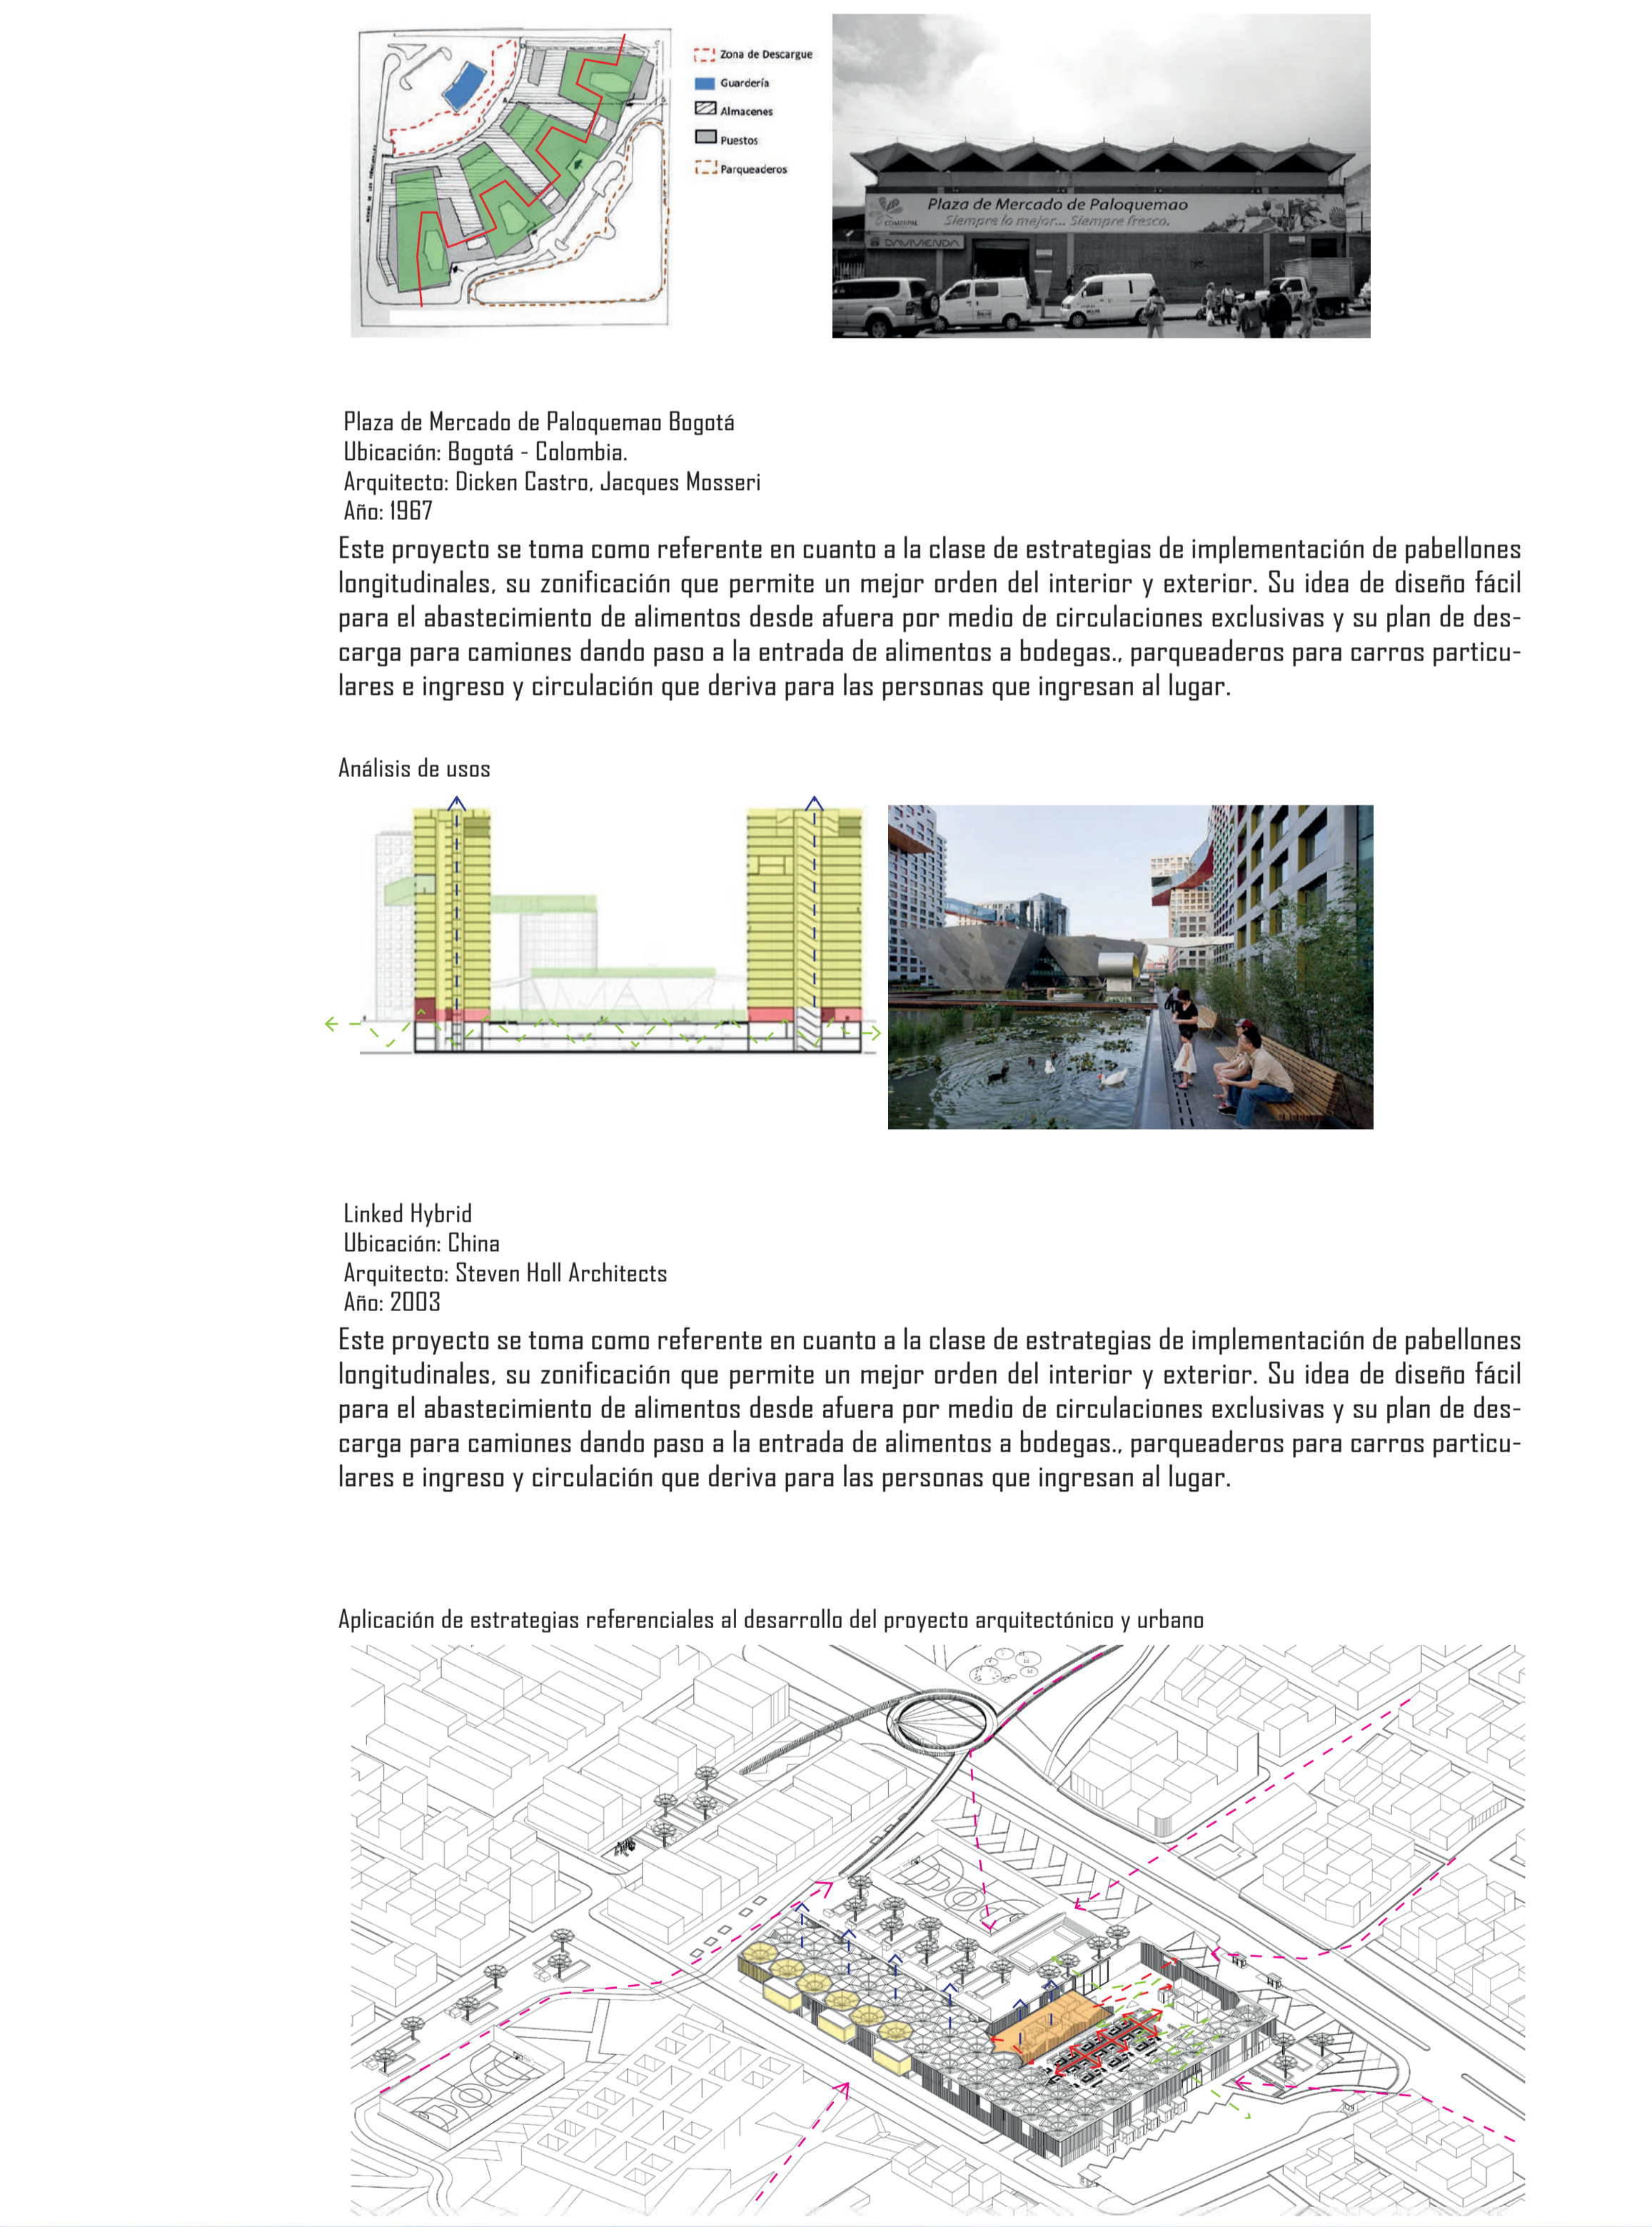 Zona de Descargue
Guardería
Almacenes
Puestos
Parqueaderos
Plaza de Mercado de Paloquemao
Siempre lo mejor... Siempre fresco.
COMERPAL
DAVIVIENDA
Plaza de Mercado de Paloquemao Bogotá
Ubicación: Bogotá - Colombia.
Arquitecto: Dicken Castro, Jacques Mosseri
Año: 1967
Este proyecto se toma como referente en cuanto a la clase de estrategias de implementación de pabellones
longitudinales, su zonificación que permite un mejor orden del interior y exterior. Su idea de diseño fácil
para el abastecimiento de alimentos desde afuera por medio de circulaciones exclusivas y su plan de des-
carga para camiones dando paso a la entrada de alimentos a bodegas., parqueaderos para carros particu-
lares e ingreso y circulación que deriva para las personas que ingresan al lugar.
Análisis de usos
Linked Hybrid
Ubicación: China
Arquitecto: Steven Holl Architects
Año: 2003
Este proyecto se toma como referente en cuanto a la clase de estrategias de implementación de pabellones
longitudinales, su zonificación que permite un mejor orden del interior y exterior. Su idea de diseño fácil
para el abastecimiento de alimentos desde afuera por medio de circulaciones exclusivas y su plan de des-
carga para camiones dando paso a la entrada de alimentos a bodegas., parqueaderos para carros particu-
lares e ingreso y circulación que deriva para las personas que ingresan al lugar.
Aplicación de estrategias referenciales al desarrollo del proyecto arquitectónico y urbano